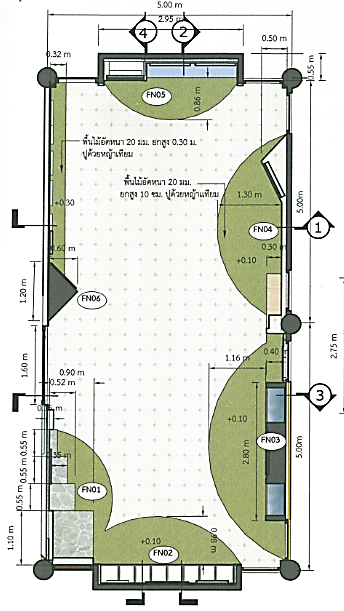 5.00 m
2.95 m
4
2
0.50 m
0.32 m
0.55 m
FN05
0.86 m
พื้นไม้อัดหนา 20 มม. ยกสูง 0.30 ม.
ปูด้วยหญ้าเทียม
พื้นไม้อัดหนา 20 มม.
ยกสูง 10 ซม. ปูด้วยหญ้าเทียม
1.30 m
5.00m
+0.30
FN04
1
0.60 m
0.30 m
+0.10
1.20 m
FN06
2.75 m
1.16 m
0.40 m
1.60 m
0.90 m
0.52 m
3
+0.10
FN03
2.80 m
5.00m
0.55 m
0.55 m
FN01
1.10 m
+0.10
FN02
0.98 m